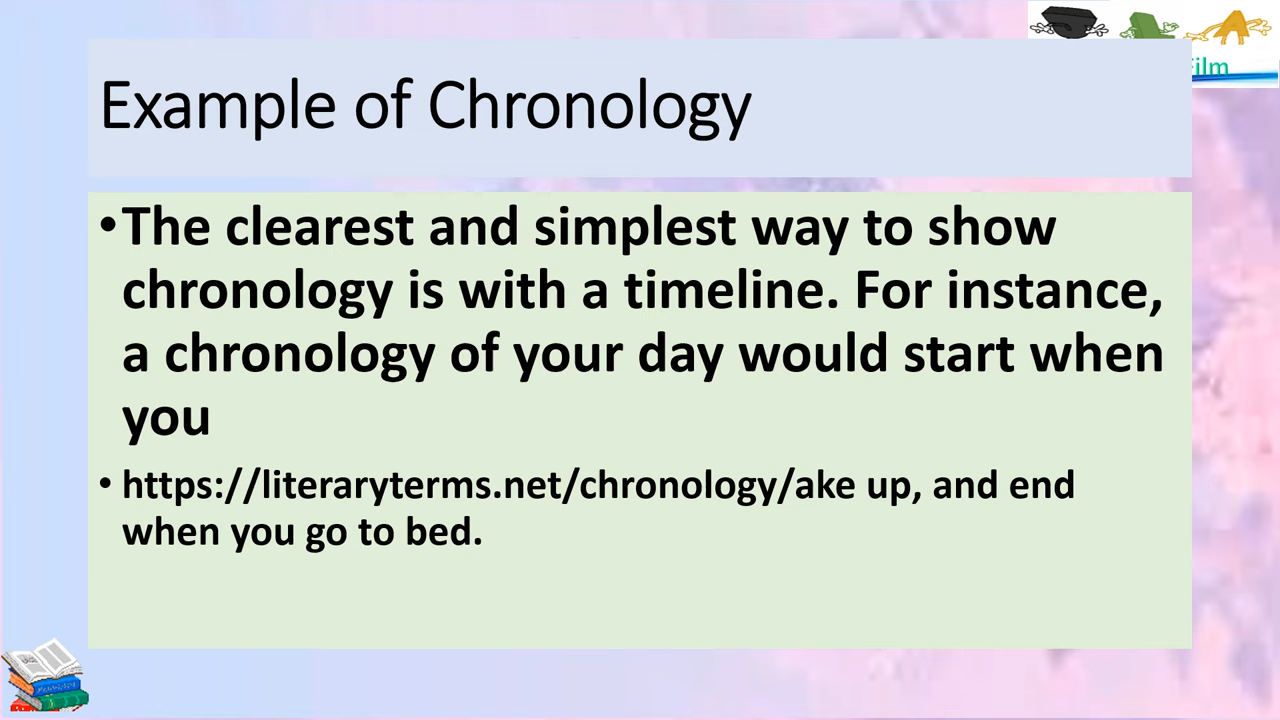 Film
Example of Chronology
•The clearest and simplest way to show
chronology is with a timeline. For instance,
a chronology of your day would start when
you
• https://literaryterms.net/chronology/ake up, and end
when you go to bed.